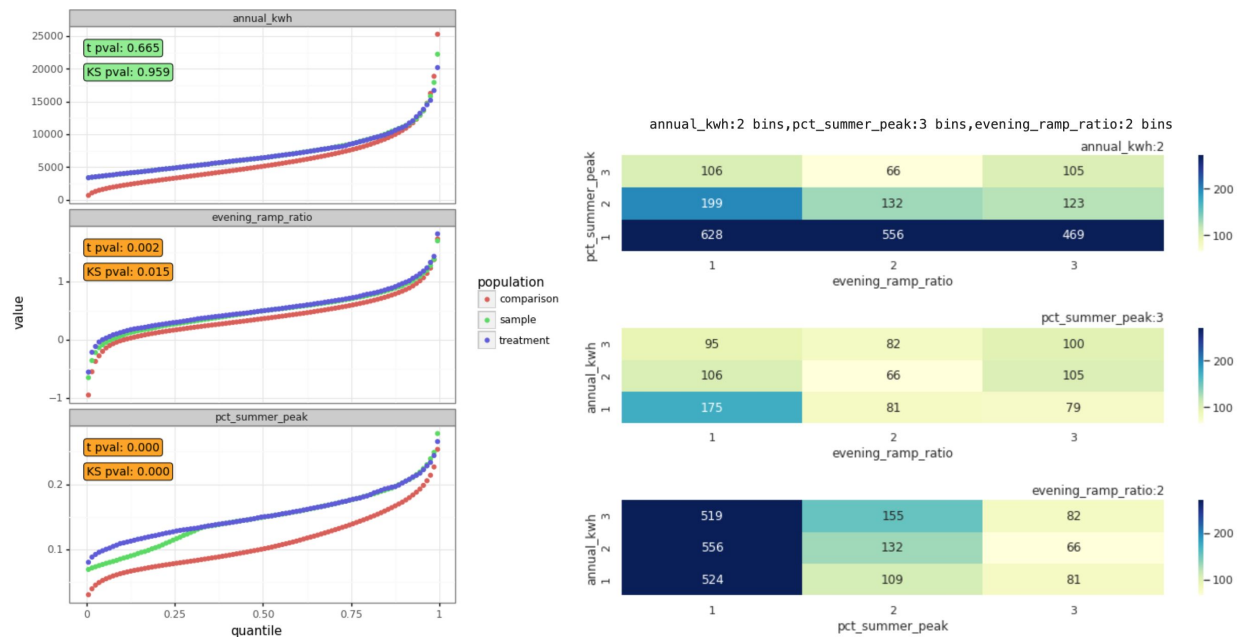 annual_kwh
25000
20000
15000
10000
5000
0
t pval: 0.665
KS pval: 0.959
evening_ramp_ratio
1
0
−1
t pval: 0.002
KS pval: 0.015
pct_summer_peak
0.2
0.1
t pval: 0.000
KS pval: 0.000
0 0.25 0.50 0.75 1
quantile
value
population
comparison
sample
treatment
annual_kwh:2 bins,pct_summer_peak:3 bins,evening_ramp_ratio:2 bins
annual_kwh:2
pct_summer_peak
3 106 66 105
2 199 132 123
1 628 556 469
1 2 3
evening_ramp_ratio
200
100
pct_summer_peak:3
annual_kwh
3 95 82 100
2 106 66 105
1 175 81 79
1 2 3
evening_ramp_ratio
200
100
evening_ramp_ratio:2
annual_kwh
3 519 155 82
2 556 132 66
1 524 109 81
1 2 3
pct_summer_peak
200
100